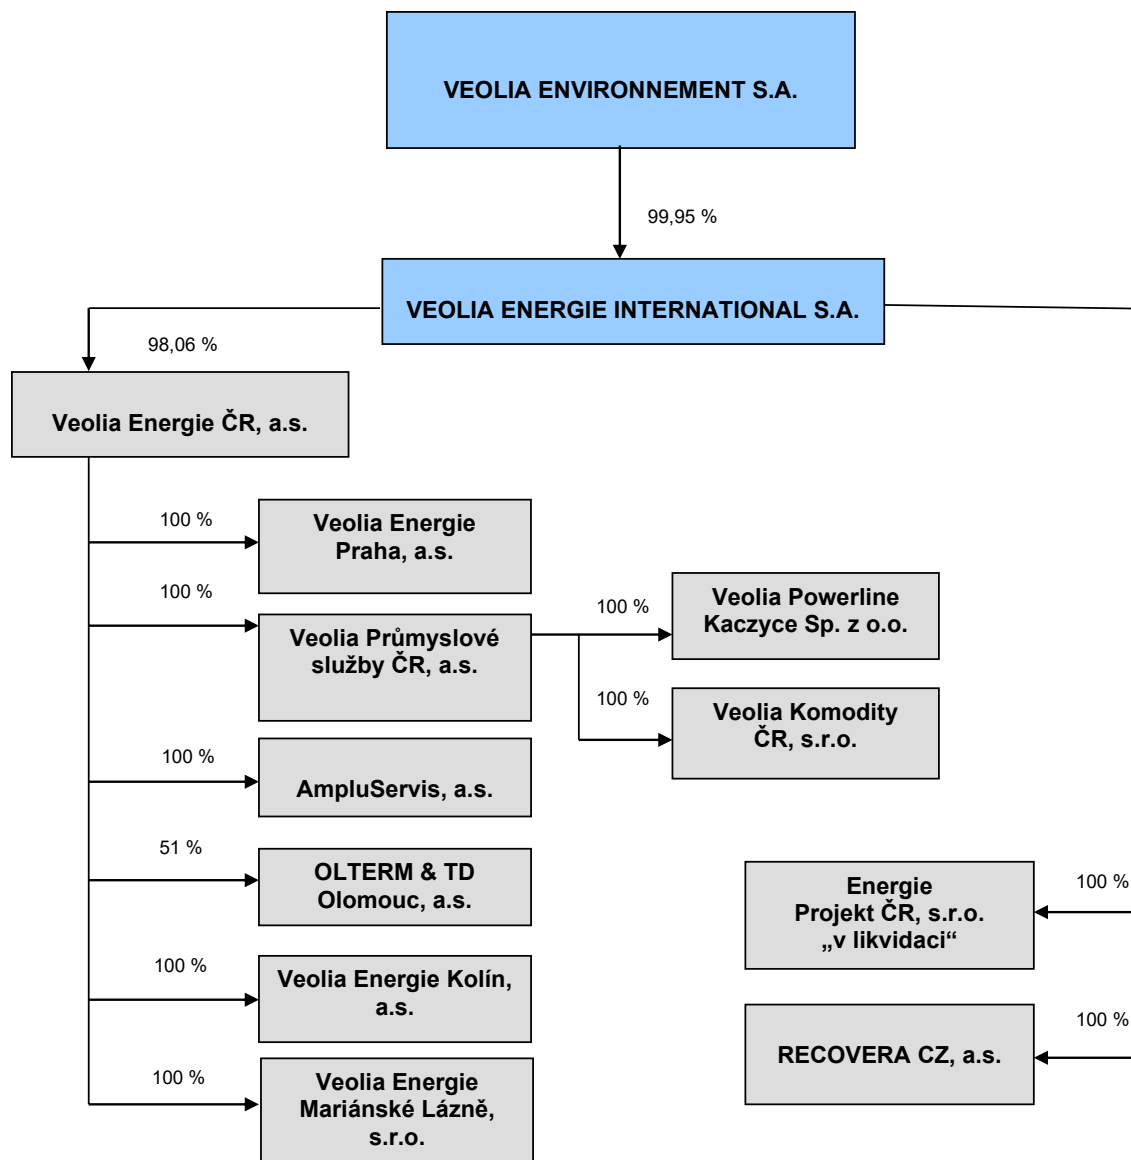 VEOLIA ENVIRONNEMENT S.A.
99,95 %
VEOLIA ENERGIE INTERNATIONAL S.A.
98,06 %
Veolia Energie ČR, a.s.
100 %
Veolia Energie
Praha, a.s.
100 %
Veolia Průmyslové
služby ČR, a.s.
100 %
Veolia Powerline
Kaczyce Sp. z o.o.
100 %
Veolia Komodity
ČR, s.r.o.
100 %
AmpluServis, a.s.
51 %
OLTERM & TD
Olomouc, a.s.
100 %
Energie
Projekt ČR, s.r.o.
„v likvidaci“
100 %
Veolia Energie Kolín,
a.s.
100 %
RECOVERA CZ, a.s.
100 %
Veolia Energie
Mariánské Lázně,
s.r.o.